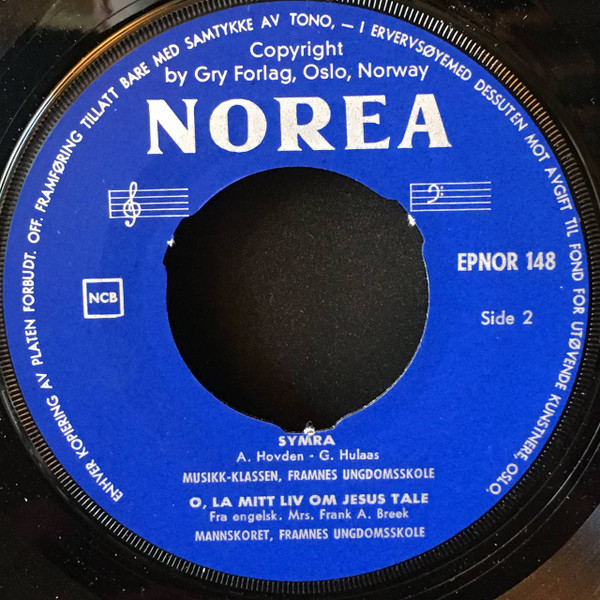 ENHVER KOPIERING AV PLATEN FORBUDT. OFF. FRAMFØRING TILLATT BARE MED SAMTYKKE AV TONO, — I ERVERVSØYEMED DESSUTEN MOT AVGIFT TIL FOND FOR UTØVENDE KUNSTNERE, OSLO.
Copyright
by Gry Forlag, Oslo, Norway
NOREA
EPNOR 148
NCB
Side 2
SYMRA
A. Hovden - G. Hulaas
MUSIKK-KLASSEN, FRAMNES UNGDOMSSKOLE
O, LA MITT LIV OM JESUS TALE
Fra engelsk. Mrs. Frank A. Breek
MANNSKORET, FRAMNES UNGDOMSSKOLE